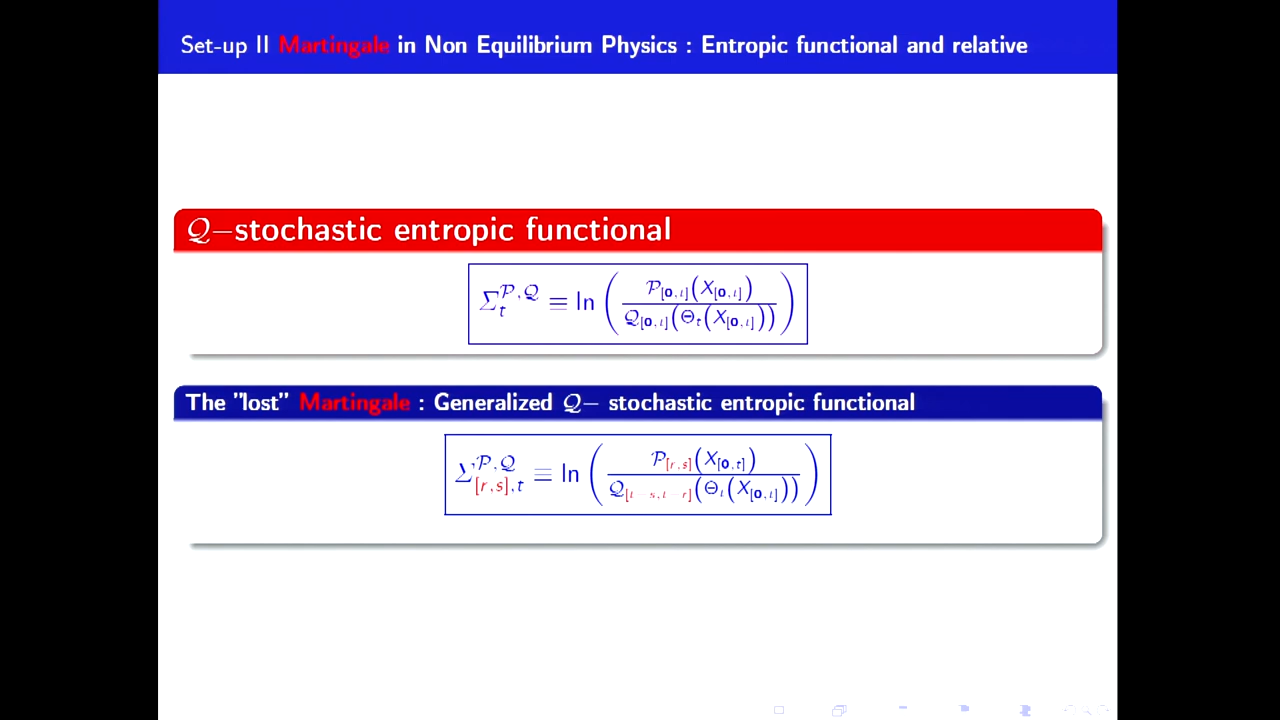 Set-up II Martingale in Non Equilibrium Physics : Entropic functional and relative
𝒬−stochastic entropic functional
Σ_t^{𝒫,𝒬} ≡ ln ( 𝒫_{[0,t]}(X_{[0,t]}) / 𝒬_{[0,t]}(Θ_t(X_{[0,t]})) )
The "lost" Martingale : Generalized 𝒬− stochastic entropic functional
Σ_{[r,s],t}^{𝒫,𝒬} ≡ ln ( 𝒫_{[r,s]}(X_{[0,t]}) / 𝒬_{[t−s,t−r]}(Θ_t(X_{[0,t]})) )